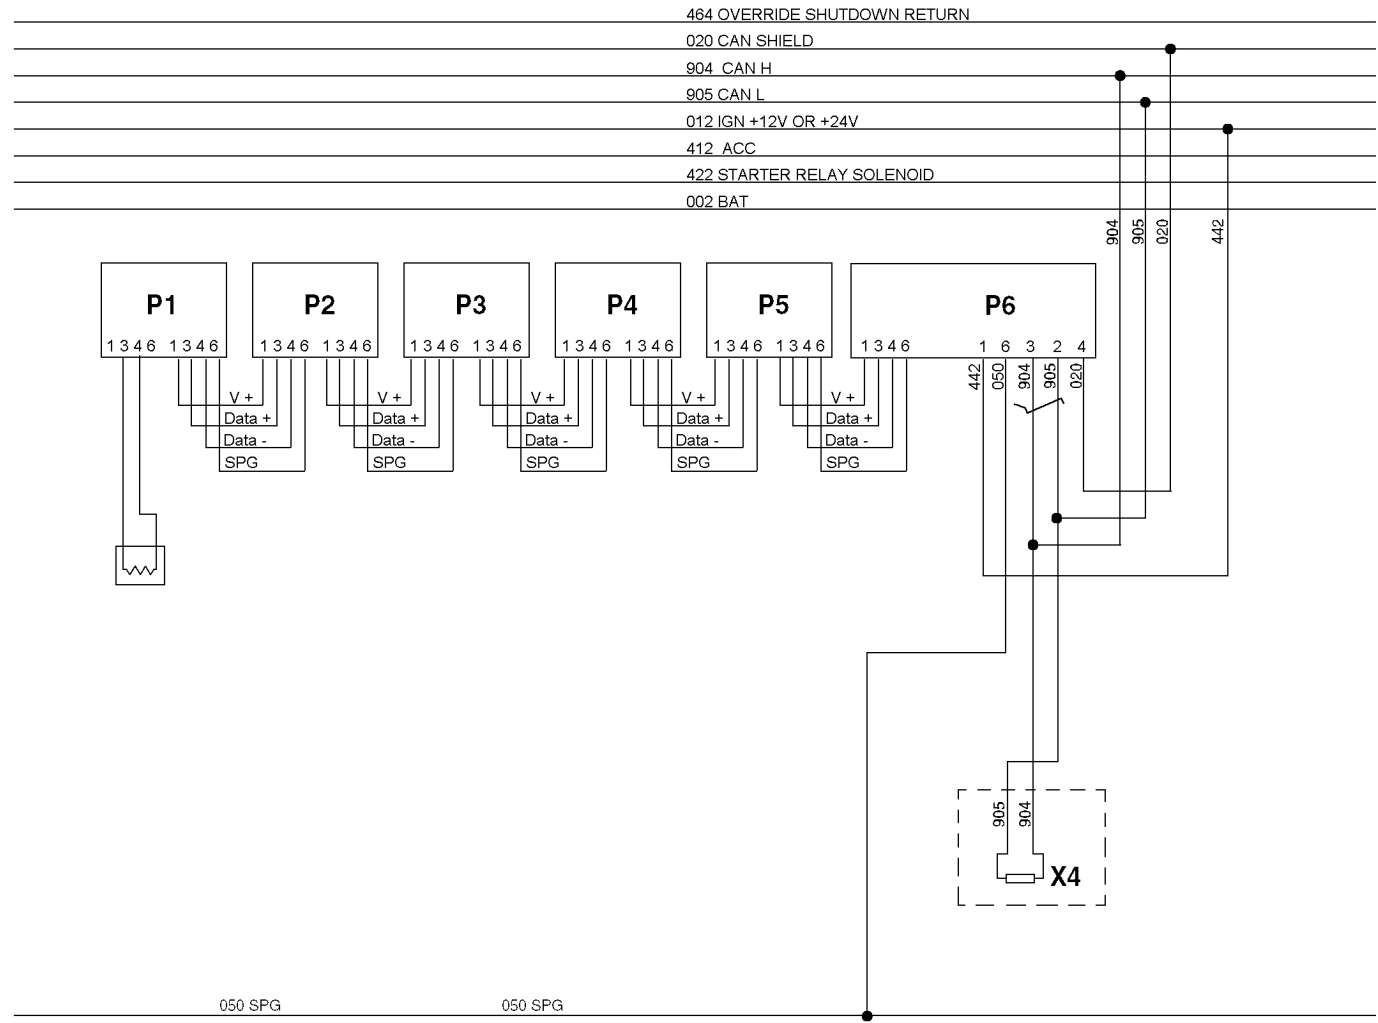 464 OVERRIDE SHUTDOWN RETURN
020 CAN SHIELD
904 CAN H
905 CAN L
012 IGN +12V OR +24V
412 ACC
422 STARTER RELAY SOLENOID
002 BAT
904 905 020 442
P1 P2 P3 P4 P5 P6
1 3 4 6 1 3 4 6 1 3 4 6 1 3 4 6 1 3 4 6 1 3 4 6 1 3 4 6 1 3 4 6 1 3 4 6 1 3 4 6 1 3 4 6 1 6 3 2 4
442 050 904 905 020
V + V + V + V + V +
Data + Data + Data + Data + Data +
Data - Data - Data - Data - Data -
SPG SPG SPG SPG SPG
905 904
X4
050 SPG 050 SPG